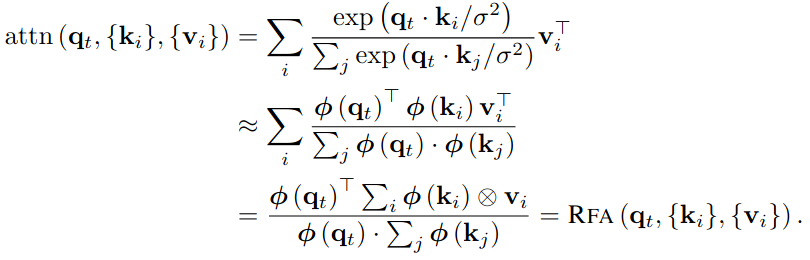 attn (q_t, {k_i}, {v_i}) = ∑_i exp (q_t · k_i/σ²) / ∑_j exp (q_t · k_j/σ²) v_i^⊤
≈ ∑_i ϕ (q_t)^⊤ ϕ (k_i) v_i^⊤ / ∑_j ϕ (q_t) · ϕ (k_j)
= ϕ (q_t)^⊤ ∑_i ϕ (k_i) ⊗ v_i / ϕ (q_t) · ∑_j ϕ (k_j) = RFA (q_t, {k_i}, {v_i}) .